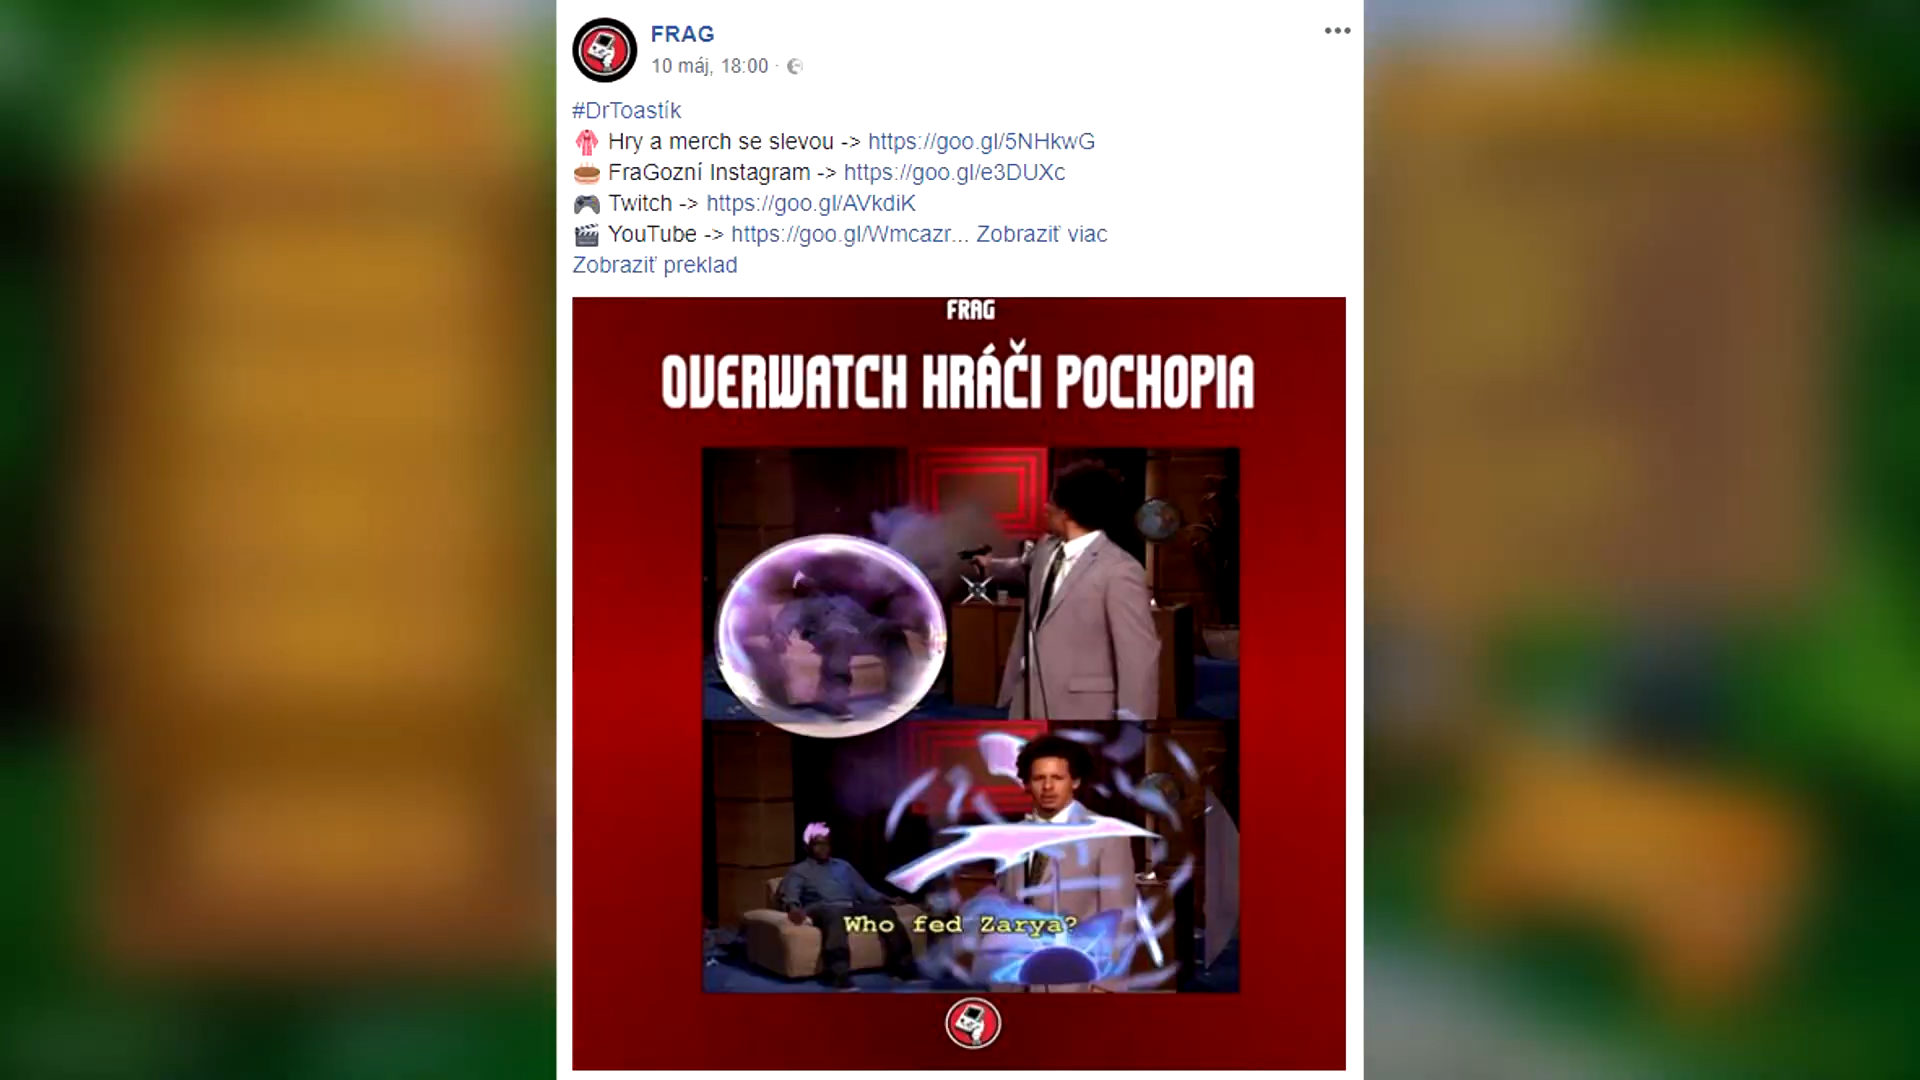 FRAG
10 máj, 18:00 ·
#DrToastík
Hry a merch se slevou -> https://goo.gl/5NHkwG
FraGozní Instagram -> https://goo.gl/e3DUXc
Twitch -> https://goo.gl/AVkdiK
YouTube -> https://goo.gl/Wmcazr... Zobraziť viac
Zobraziť preklad
FRAG
OVERWATCH HRÁČI POCHOPIA
Who fed Zarya?